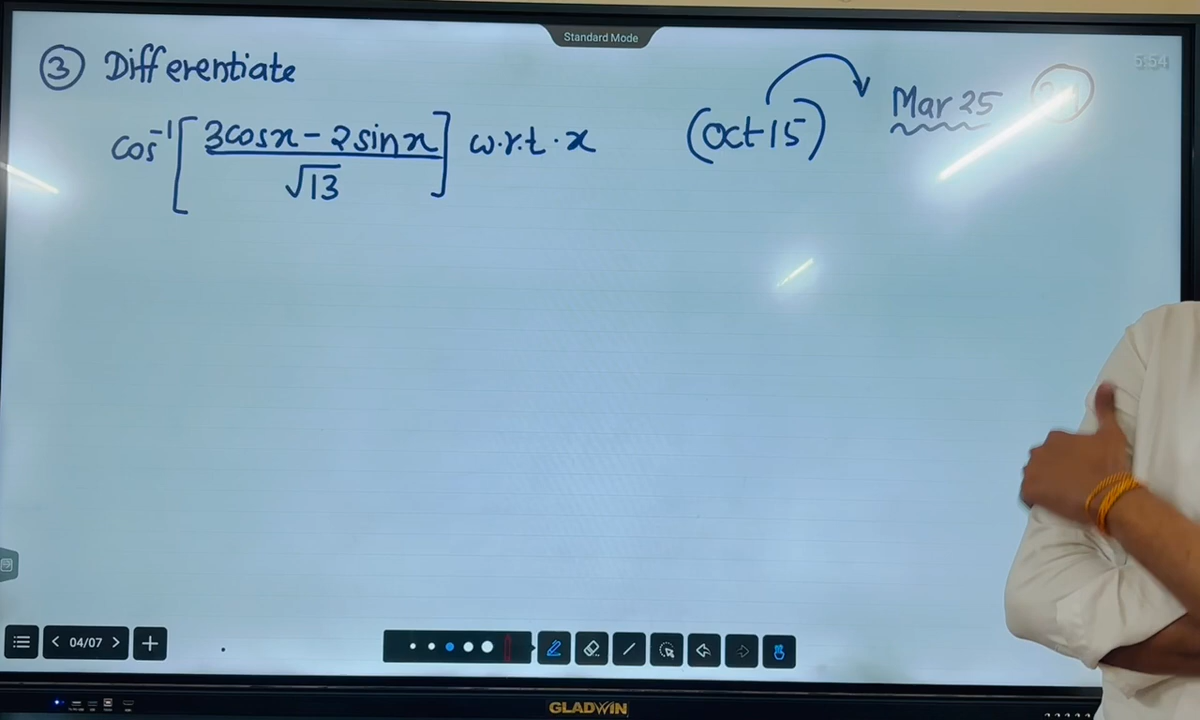 Standard Mode
5:54
③ Differentiate
cos⁻¹[(3cosx - 2sinx)/√13] w.r.t. x
(Oct 15) Mar 25
04/07
GLADWIN